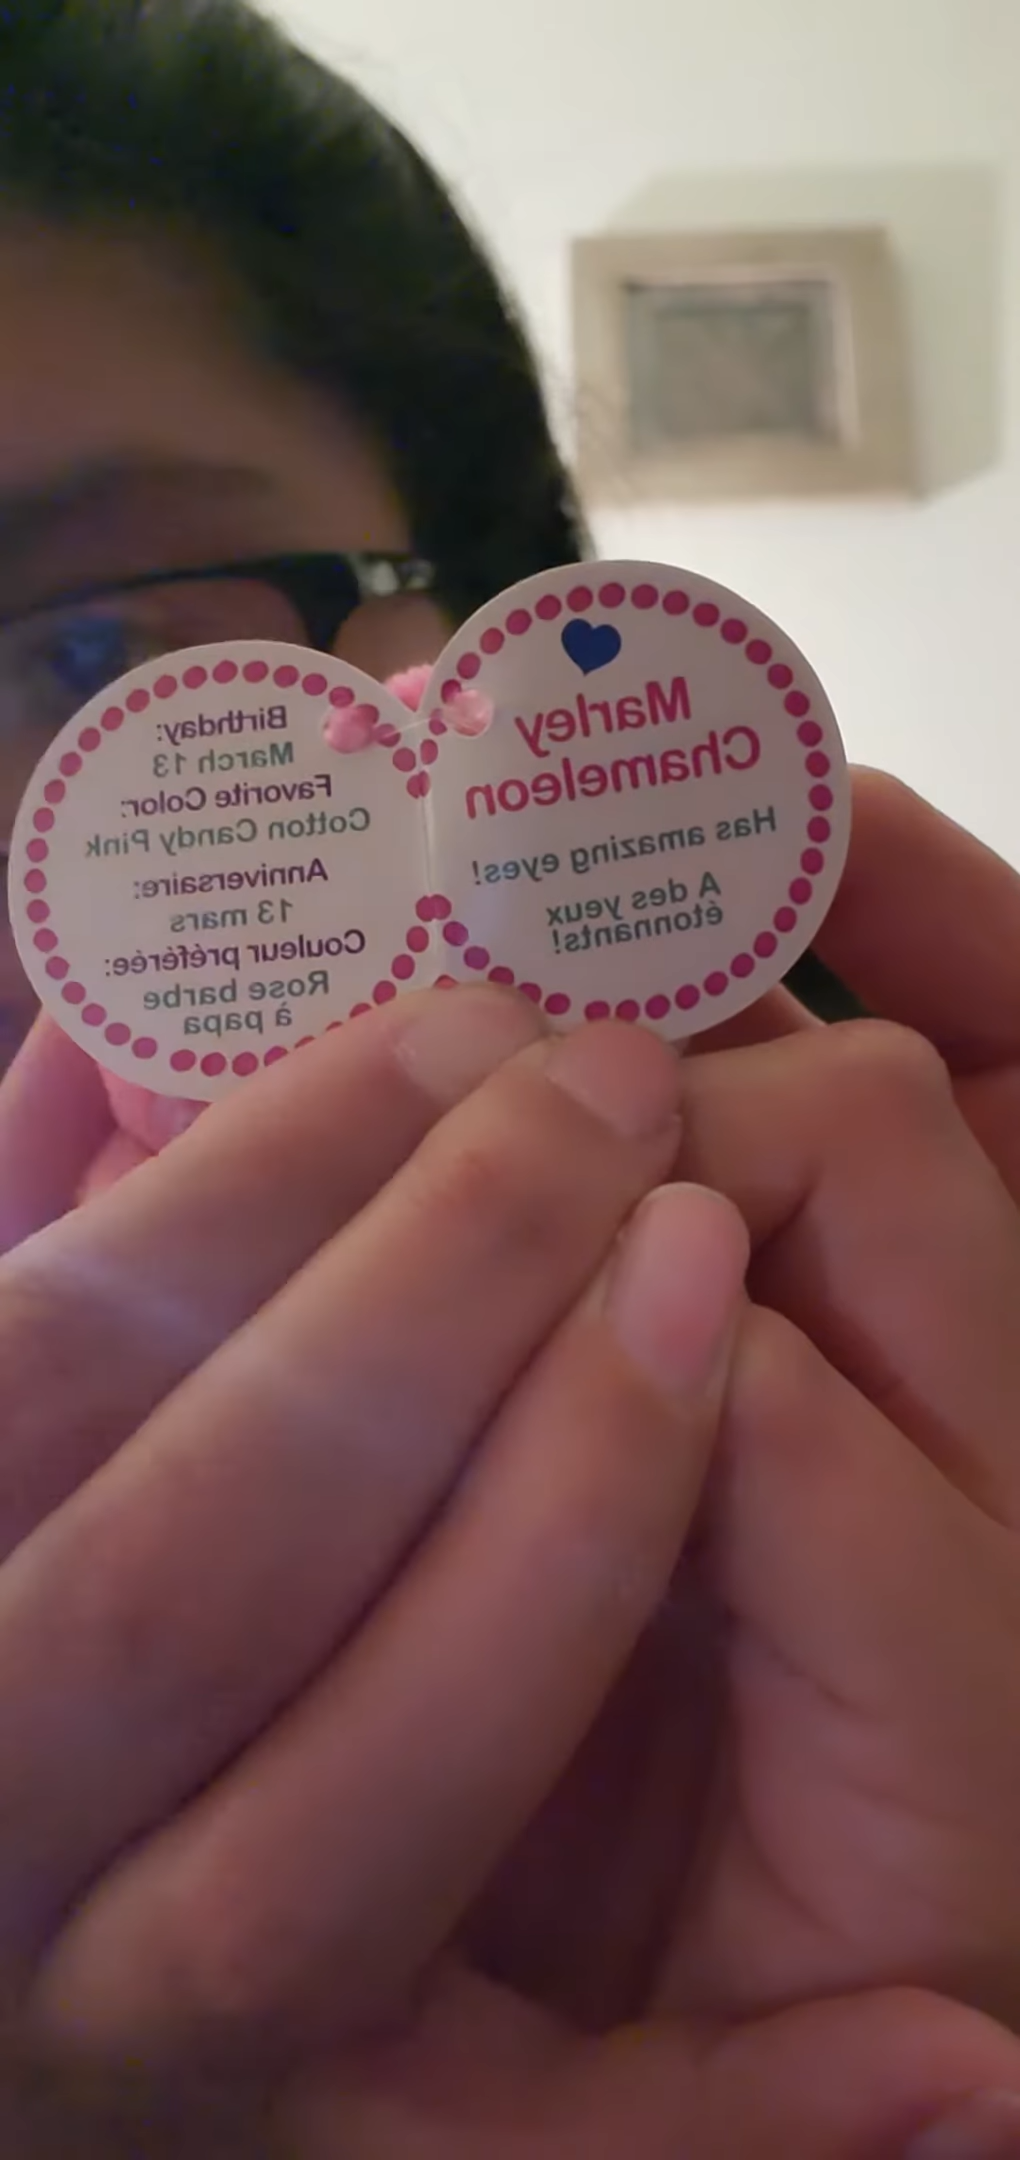 Marley
Chameleon
Has amazing eyes!
A des yeux
étonnants!
Birthday:
March 13
Favorite Color:
Cotton Candy Pink
Anniversaire:
13 mars
Couleur préférée:
Rose barbe
à papa